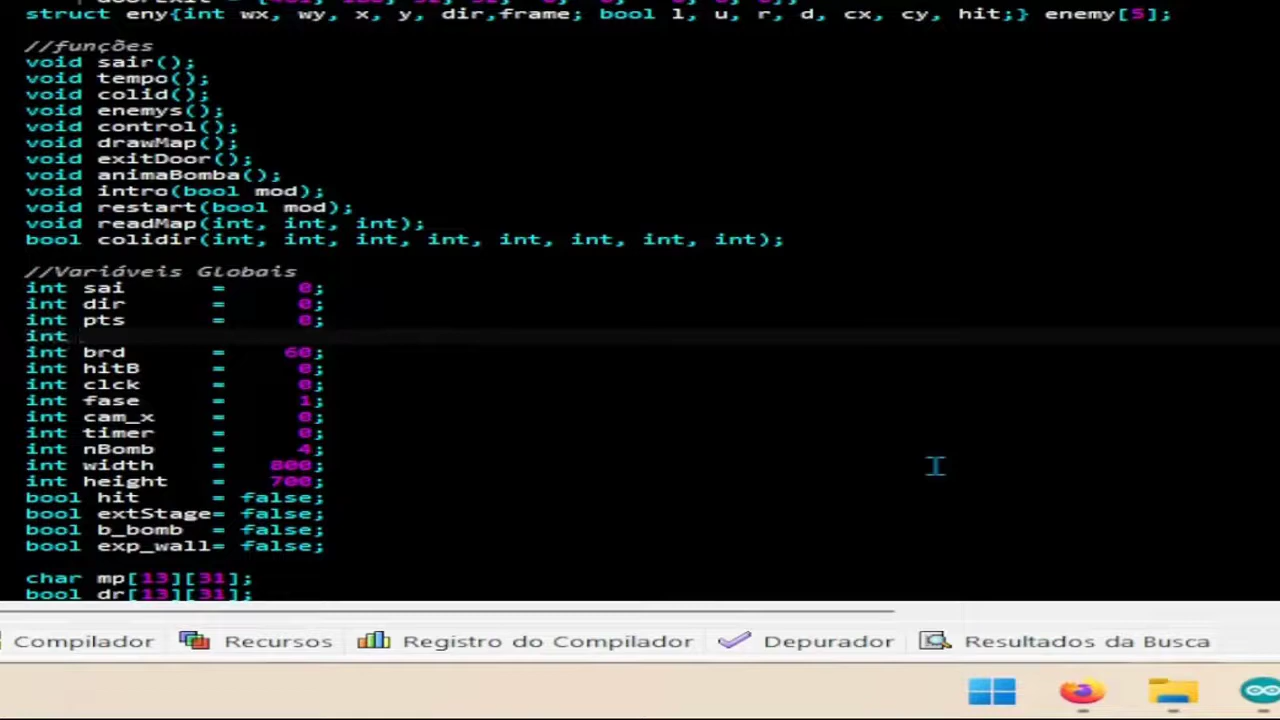 struct eny{int wx, wy, x, y, dir,frame; bool l, u, r, d, cx, cy, hit;} enemy[5];
//funções
void sair();
void tempo();
void colid();
void enemys();
void control();
void drawMap();
void exitDoor();
void animaBomba();
void intro(bool mod);
void restart(bool mod);
void readMap(int, int, int);
bool colidir(int, int, int, int, int, int, int, int);
//Variáveis Globais
int sai = 0;
int dir = 0;
int pts = 0;
int
int brd = 60;
int hitB = 0;
int clck = 0;
int fase = 1;
int cam_x = 0;
int timer = 0;
int nBomb = 4;
int width = 800;
int height = 700;
bool hit = false;
bool extStage= false;
bool b_bomb = false;
bool exp_wall= false;
char mp[13][31];
bool dr[13][31];
Compilador Recursos Registro do Compilador Depurador Resultados da Busca